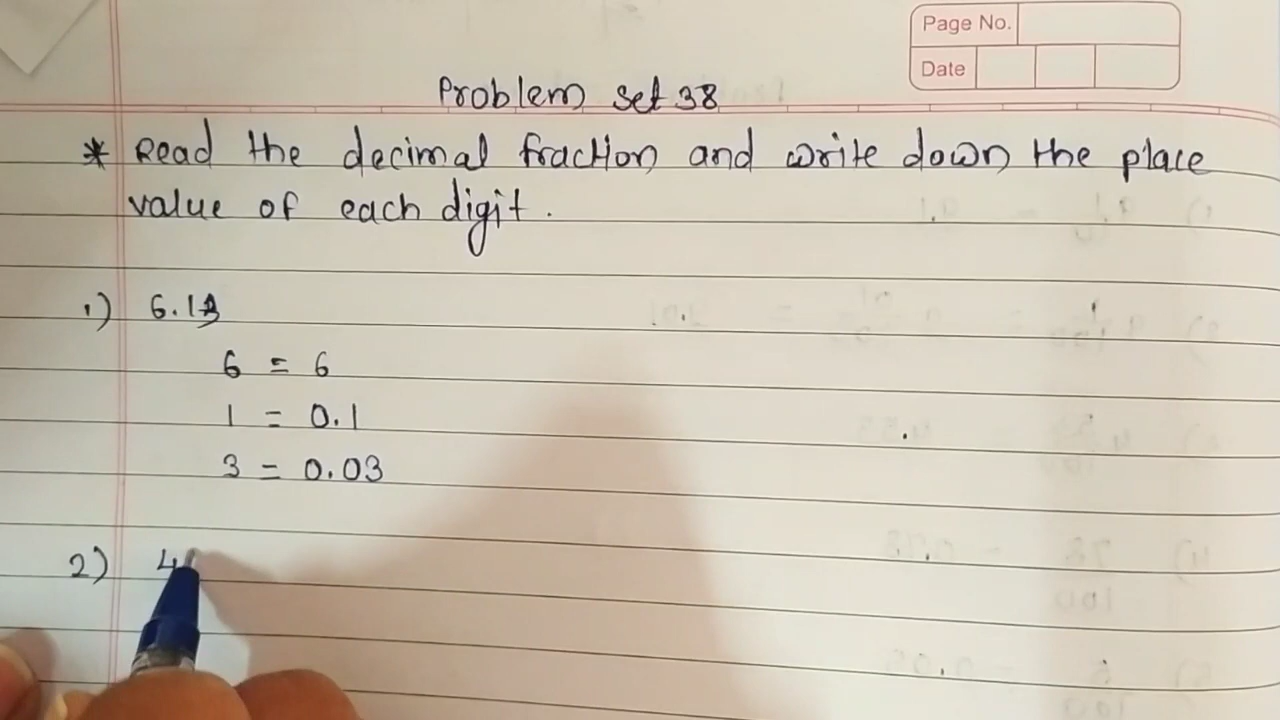 Page No.
Date
Problem set 38
* Read the decimal fraction and write down the place
value of each digit.
1) 6.13
6 = 6
1 = 0.1
3 = 0.03
2) 4